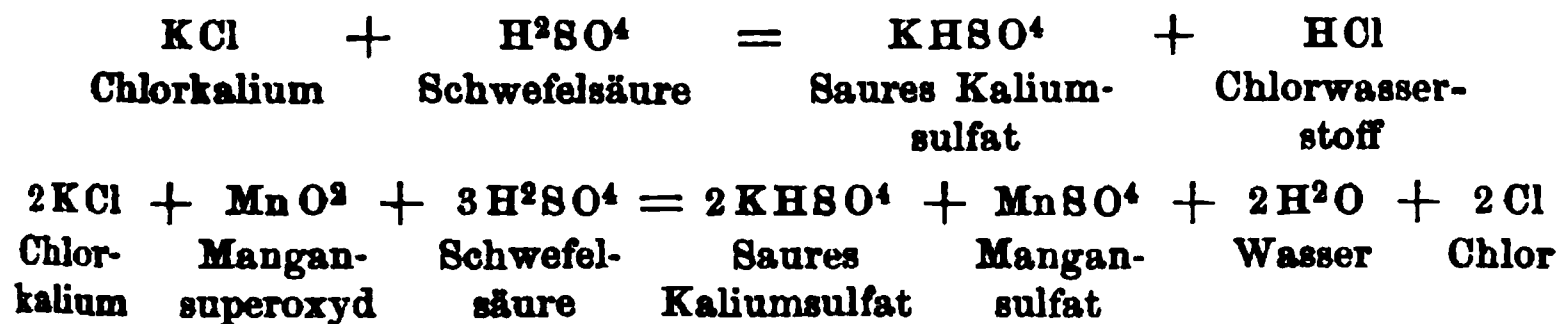 KCl + H²SO⁴ = KHSO⁴ + HCl
Chlorkalium Schwefelsäure Saures Kalium- Chlorwasser-
sulfat stoff
2KCl + MnO² + 3H²SO⁴ = 2KHSO⁴ + MnSO⁴ + 2H²O + 2Cl
Chlor- Mangan- Schwefel- Saures Mangan- Wasser Chlor
kalium superoxyd säure Kaliumsulfat sulfat